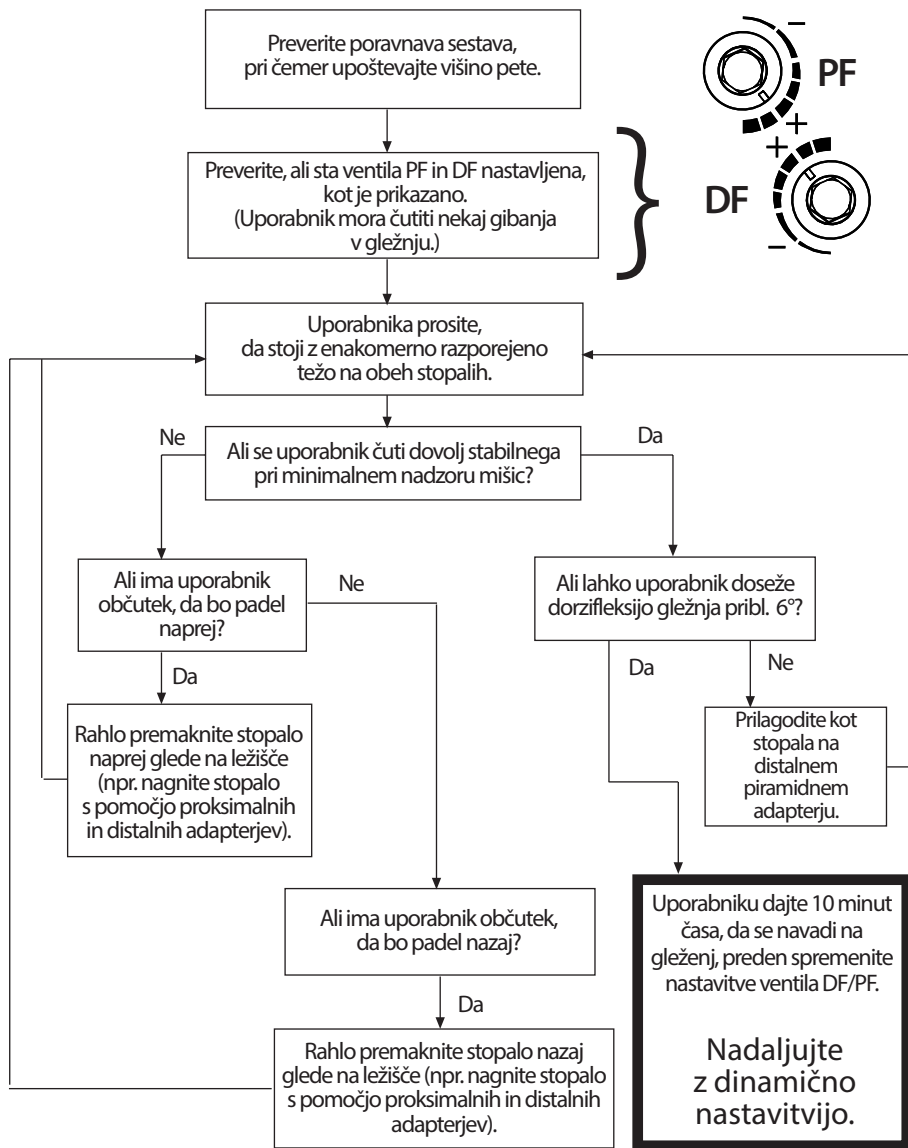 Preverite poravnava sestava,
pri čemer upoštevajte višino pete.
−
PF
+
+
DF
−
Preverite, ali sta ventila PF in DF nastavljena,
kot je prikazano.
(Uporabnik mora čutiti nekaj gibanja
v gležnju.)
Uporabnika prosite,
da stoji z enakomerno razporejeno
težo na obeh stopalih.
Ne
Ali se uporabnik čuti dovolj stabilnega
pri minimalnem nadzoru mišic?
Da
Ali ima uporabnik
občutek, da bo padel
naprej?
Ne
Ali lahko uporabnik doseže
dorzifleksijo gležnja pribl. 6°?
Da
Da
Ne
Rahlo premaknite stopalo
naprej glede na ležišče
(npr. nagnite stopalo
s pomočjo proksimalnih
in distalnih adapterjev).
Prilagodite kot
stopala na
distalnem
piramidnem
adapterju.
Ali ima uporabnik občutek,
da bo padel nazaj?
Da
Rahlo premaknite stopalo nazaj
glede na ležišče (npr. nagnite stopalo
s pomočjo proksimalnih in distalnih
adapterjev).
Uporabniku dajte 10 minut
časa, da se navadi na
gleženj, preden spremenite
nastavitve ventila DF/PF.
Nadaljujte
z dinamično
nastavitvijo.